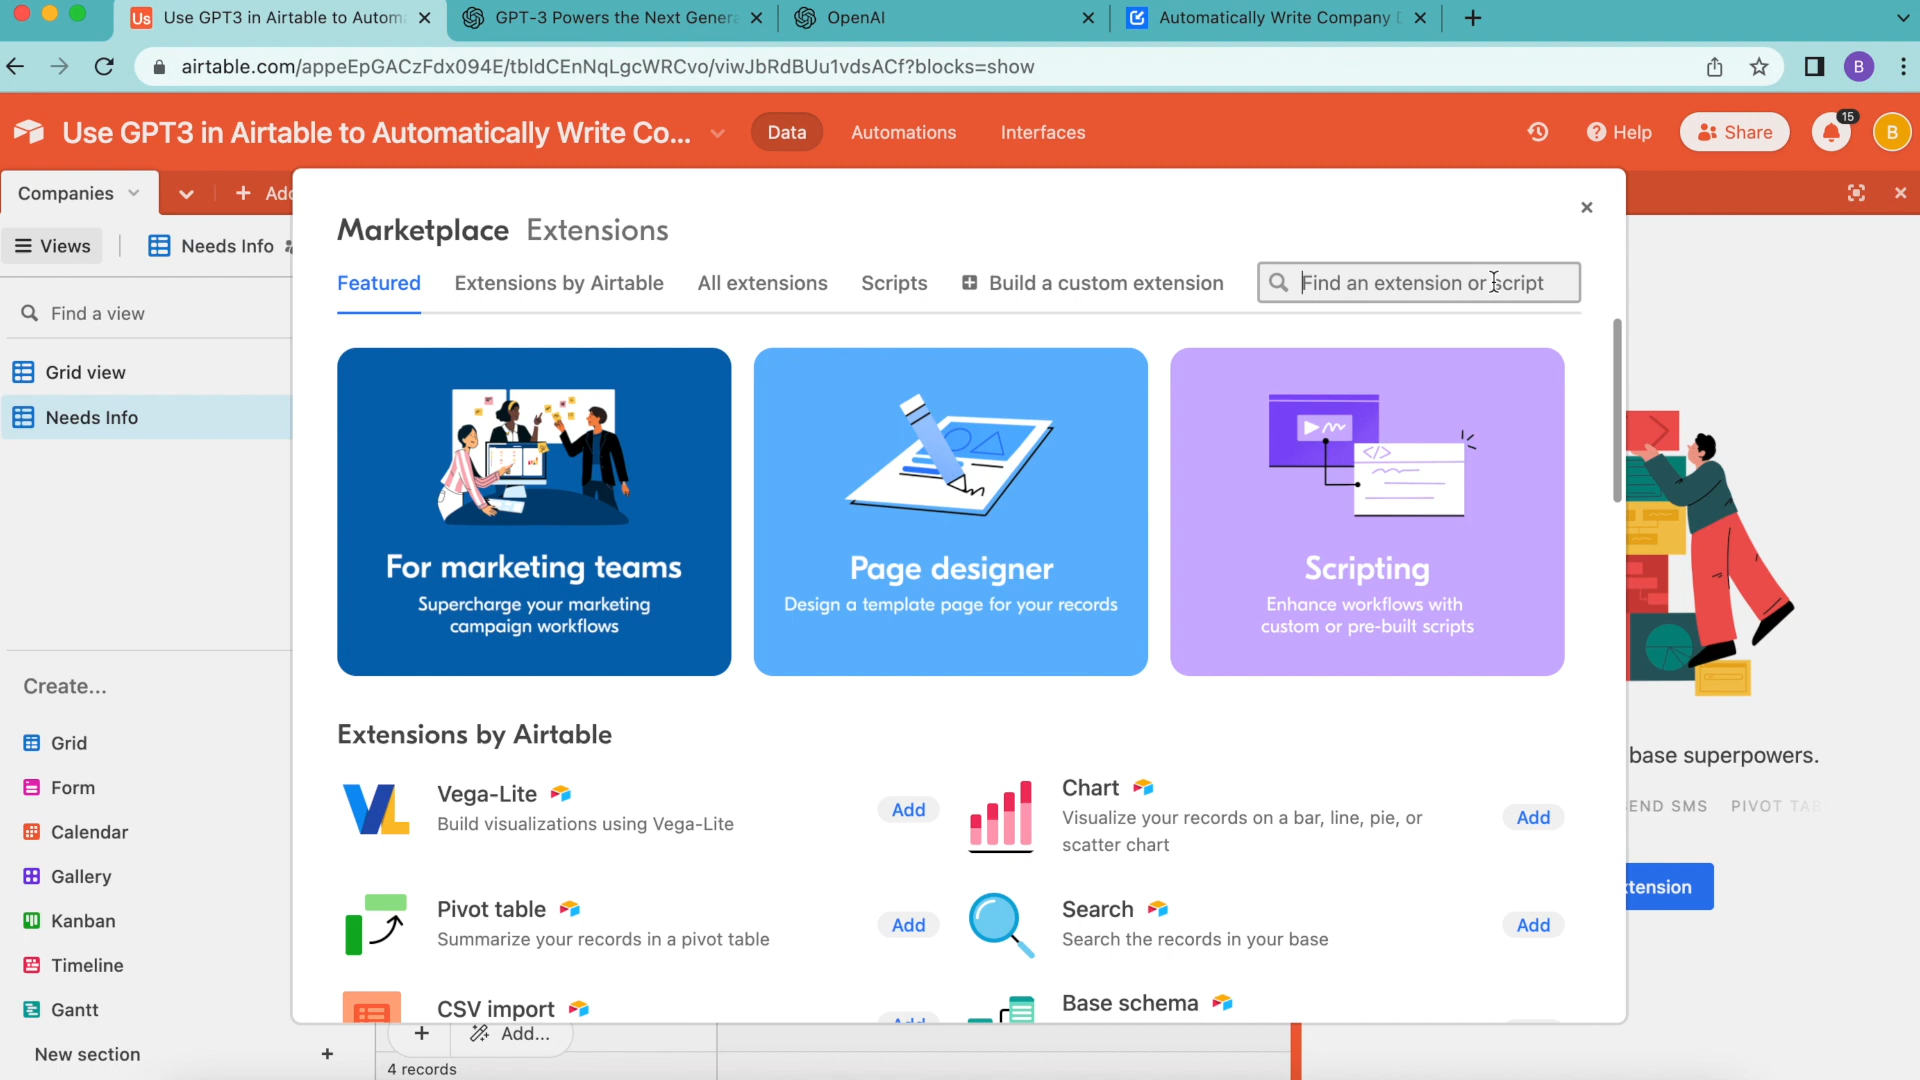 Us Use GPT3 in Airtable to Autom
GPT-3 Powers the Next Gener
OpenAI
Automatically Write Company
airtable.com/appeEpGACzFdx094E/tbldCEnNqLgcWRCvo/viwJbRdBUu1vdsACf?blocks=show
B
Use GPT3 in Airtable to Automatically Write Co...
Data
Automations
Interfaces
Help
Share
15
B
Companies
Views
Needs Info
Find a view
Grid view
Needs Info
Create...
Grid
Form
Calendar
Gallery
Kanban
Timeline
Gantt
New section
Marketplace Extensions
Featured
Extensions by Airtable
All extensions
Scripts
Build a custom extension
Find an extension or script
For marketing teams
Supercharge your marketing
campaign workflows
Page designer
Design a template page for your records
Scripting
Enhance workflows with
custom or pre-built scripts
Extensions by Airtable
Vega-Lite
Build visualizations using Vega-Lite
Add
Chart
Visualize your records on a bar, line, pie, or
scatter chart
Add
Pivot table
Summarize your records in a pivot table
Add
Search
Search the records in your base
Add
CSV import
Base schema
Add...
4 records
base superpowers.
END SMS PIVOT TAB
tension